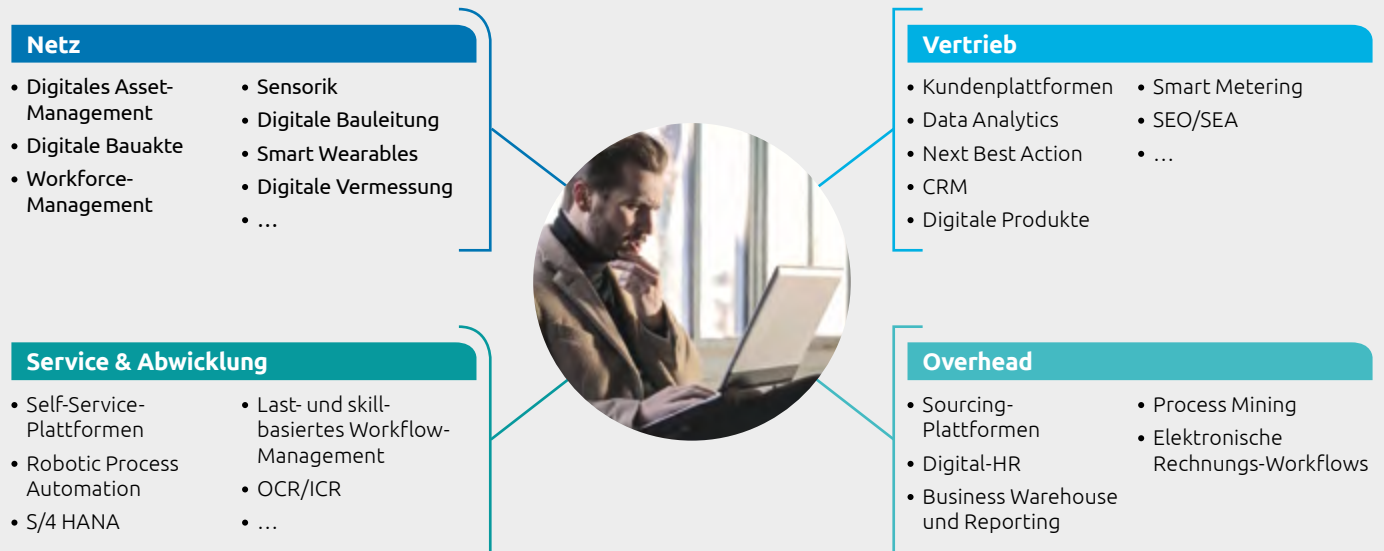 Netz
• Digitales Asset-
Management
• Digitale Bauakte
• Workforce-
Management
• Sensorik
• Digitale Bauleitung
• Smart Wearables
• Digitale Vermessung
• …
Vertrieb
• Kundenplattformen
• Data Analytics
• Next Best Action
• CRM
• Digitale Produkte
• Smart Metering
• SEO/SEA
• …
Service & Abwicklung
• Self-Service-
Plattformen
• Robotic Process
Automation
• S/4 HANA
• Last- und skill-
basiertes Workflow-
Management
• OCR/ICR
• …
Overhead
• Sourcing-
Plattformen
• Digital-HR
• Business Warehouse
und Reporting
• Process Mining
• Elektronische
Rechnungs-Workflows